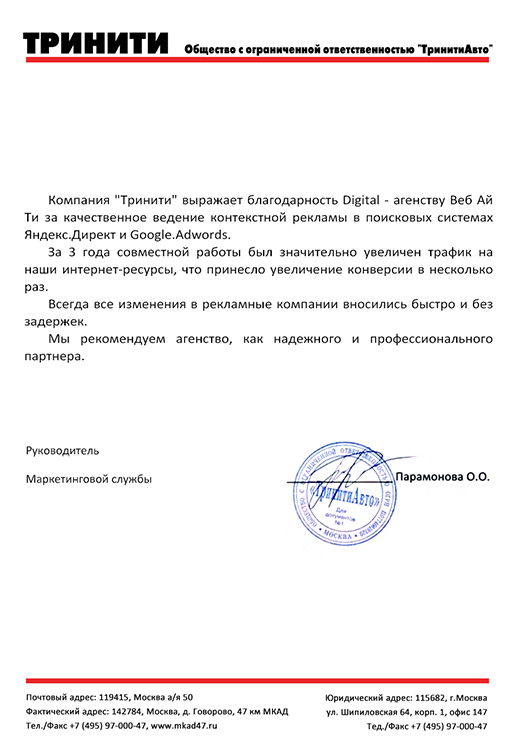 ТРИНИТИ Общество с ограниченной ответственностью "ТринитиАвто"
Компания "Тринити" выражает благодарность Digital - агенству Веб Ай
Ти за качественное ведение контекстной рекламы в поисковых системах
Яндекс.Директ и Google.Adwords.
За 3 года совместной работы был значительно увеличен трафик на
наши интернет-ресурсы, что принесло увеличение конверсии в несколько
раз.
Всегда все изменения в рекламные компании вносились быстро и без
задержек.
Мы рекомендуем агенство, как надежного и профессионального
партнера.
Руководитель
Маркетинговой службы
Парамонова О.О.
ОБЩЕСТВО С ОГРАНИЧЕННОЙ ОТВЕТСТВЕННОСТЬЮ
«ТринитиАвто»
Для
документов
№1
* МОСКВА *
Почтовый адрес: 119415, Москва а/я 50
Фактический адрес: 142784, Москва, д. Говорово, 47 км МКАД
Тел./Факс +7 (495) 97-000-47, www.mkad47.ru
Юридический адрес: 115682, г.Москва
ул. Шипиловская 64, корп. 1, офис 147
Тед./Факс +7 (495) 97-000-47